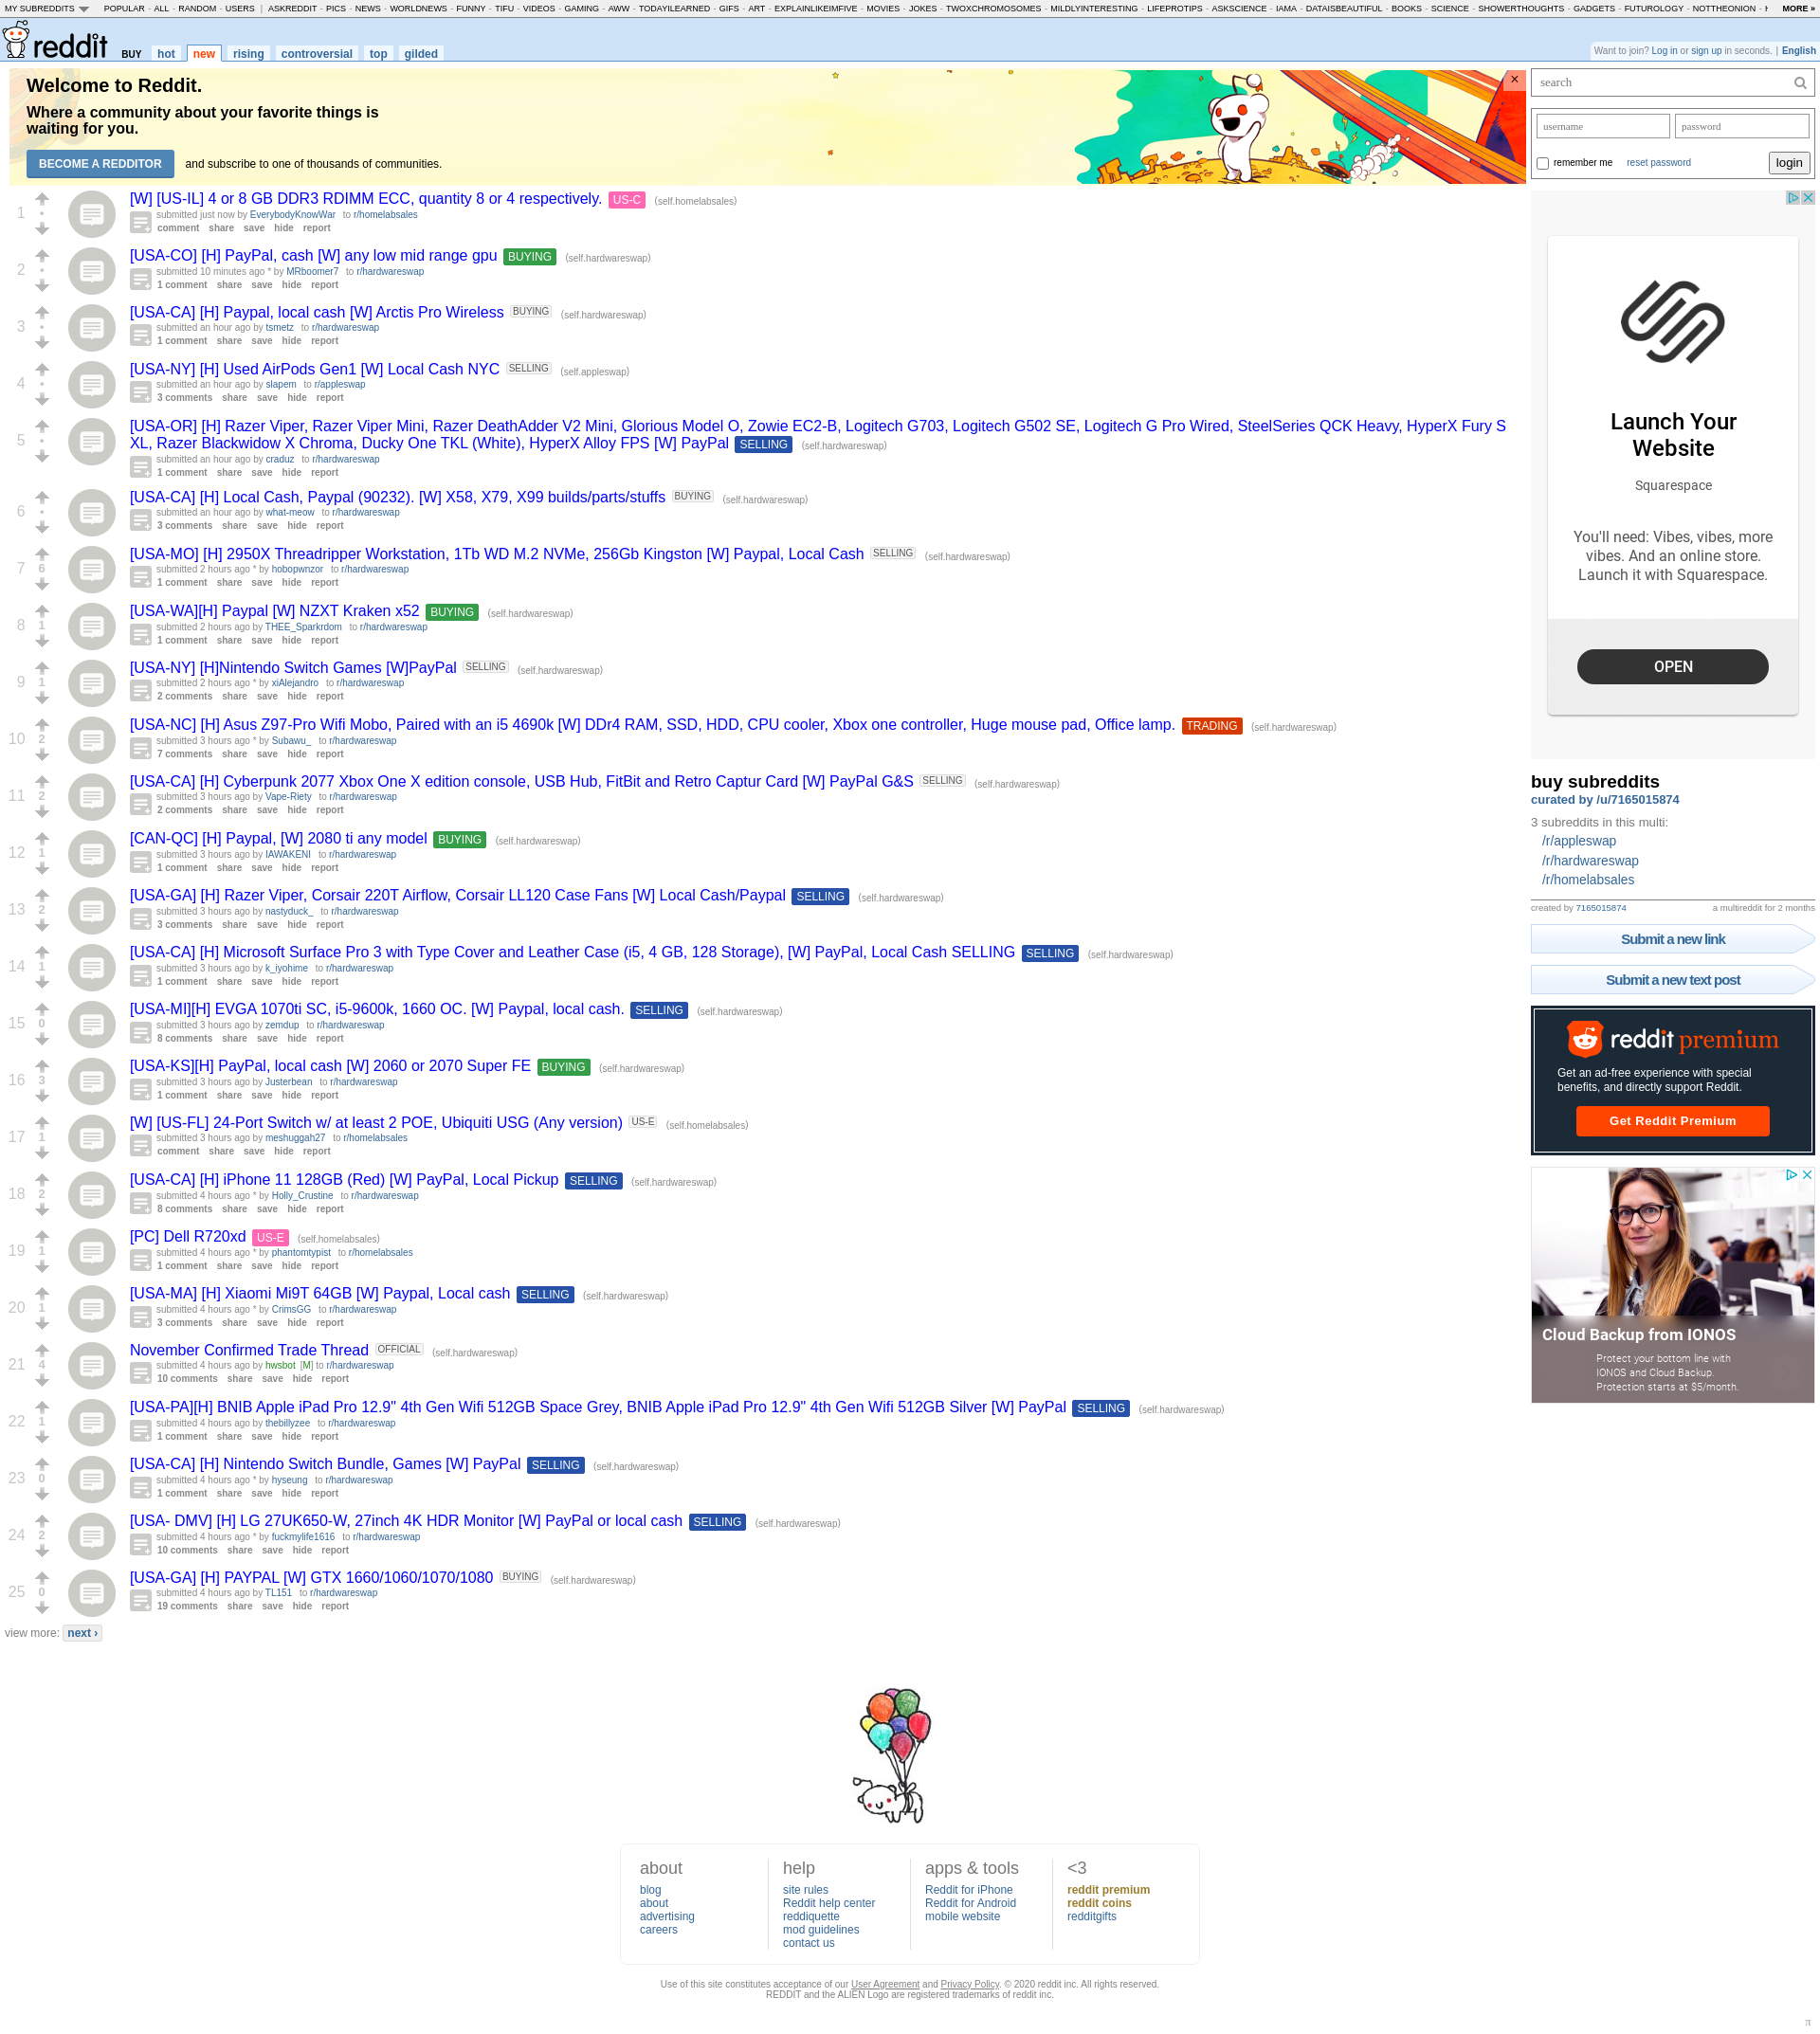 MY SUBREDDITS POPULAR - ALL - RANDOM - USERS | ASKREDDIT - PICS - NEWS - WORLDNEWS - FUNNY - TIFU - VIDEOS - GAMING - AWW - TODAYILEARNED - GIFS - ART - EXPLAINLIKEIMFIVE - MOVIES - JOKES - TWOXCHROMOSOMES - MILDLYINTERESTING - LIFEPROTIPS - ASKSCIENCE - IAMA - DATAISBEAUTIFUL - BOOKS - SCIENCE - SHOWERTHOUGHTS - GADGETS - FUTUROLOGY - NOTTHEONION - MORE »
reddit BUY hot new rising controversial top gilded
Want to join? Log in or sign up in seconds. | English
Welcome to Reddit.
Where a community about your favorite things is
waiting for you.
BECOME A REDDITOR and subscribe to one of thousands of communities.
×
1
[W] [US-IL] 4 or 8 GB DDR3 RDIMM ECC, quantity 8 or 4 respectively. US-C (self.homelabsales)
submitted just now by EverybodyKnowWar to r/homelabsales
comment share save hide report
2
[USA-CO] [H] PayPal, cash [W] any low mid range gpu BUYING (self.hardwareswap)
submitted 10 minutes ago * by MRboomer7 to r/hardwareswap
1 comment share save hide report
3
[USA-CA] [H] Paypal, local cash [W] Arctis Pro Wireless BUYING (self.hardwareswap)
submitted an hour ago by tsmetz to r/hardwareswap
1 comment share save hide report
4
[USA-NY] [H] Used AirPods Gen1 [W] Local Cash NYC SELLING (self.appleswap)
submitted an hour ago by slapem to r/appleswap
3 comments share save hide report
5
[USA-OR] [H] Razer Viper, Razer Viper Mini, Razer DeathAdder V2 Mini, Glorious Model O, Zowie EC2-B, Logitech G703, Logitech G502 SE, Logitech G Pro Wired, SteelSeries QCK Heavy, HyperX Fury S
XL, Razer Blackwidow X Chroma, Ducky One TKL (White), HyperX Alloy FPS [W] PayPal SELLING (self.hardwareswap)
submitted an hour ago by craduz to r/hardwareswap
1 comment share save hide report
6
[USA-CA] [H] Local Cash, Paypal (90232). [W] X58, X79, X99 builds/parts/stuffs BUYING (self.hardwareswap)
submitted an hour ago by what-meow to r/hardwareswap
3 comments share save hide report
7 6
[USA-MO] [H] 2950X Threadripper Workstation, 1Tb WD M.2 NVMe, 256Gb Kingston [W] Paypal, Local Cash SELLING (self.hardwareswap)
submitted 2 hours ago * by hobopwnzor to r/hardwareswap
1 comment share save hide report
8 1
[USA-WA][H] Paypal [W] NZXT Kraken x52 BUYING (self.hardwareswap)
submitted 2 hours ago by THEE_Sparkrdom to r/hardwareswap
1 comment share save hide report
9 1
[USA-NY] [H]Nintendo Switch Games [W]PayPal SELLING (self.hardwareswap)
submitted 2 hours ago * by xiAlejandro to r/hardwareswap
2 comments share save hide report
10 2
[USA-NC] [H] Asus Z97-Pro Wifi Mobo, Paired with an i5 4690k [W] DDr4 RAM, SSD, HDD, CPU cooler, Xbox one controller, Huge mouse pad, Office lamp. TRADING (self.hardwareswap)
submitted 3 hours ago * by Subawu_ to r/hardwareswap
7 comments share save hide report
11 2
[USA-CA] [H] Cyberpunk 2077 Xbox One X edition console, USB Hub, FitBit and Retro Captur Card [W] PayPal G&S SELLING (self.hardwareswap)
submitted 3 hours ago by Vape-Riety to r/hardwareswap
2 comments share save hide report
12 1
[CAN-QC] [H] Paypal, [W] 2080 ti any model BUYING (self.hardwareswap)
submitted 3 hours ago by IAWAKENI to r/hardwareswap
1 comment share save hide report
13 2
[USA-GA] [H] Razer Viper, Corsair 220T Airflow, Corsair LL120 Case Fans [W] Local Cash/Paypal SELLING (self.hardwareswap)
submitted 3 hours ago by nastyduck_ to r/hardwareswap
3 comments share save hide report
14 1
[USA-CA] [H] Microsoft Surface Pro 3 with Type Cover and Leather Case (i5, 4 GB, 128 Storage), [W] PayPal, Local Cash SELLING SELLING (self.hardwareswap)
submitted 3 hours ago by k_iyohime to r/hardwareswap
1 comment share save hide report
15 0
[USA-MI][H] EVGA 1070ti SC, i5-9600k, 1660 OC. [W] Paypal, local cash. SELLING (self.hardwareswap)
submitted 3 hours ago by zemdup to r/hardwareswap
8 comments share save hide report
16 3
[USA-KS][H] PayPal, local cash [W] 2060 or 2070 Super FE BUYING (self.hardwareswap)
submitted 3 hours ago by Justerbean to r/hardwareswap
1 comment share save hide report
17 1
[W] [US-FL] 24-Port Switch w/ at least 2 POE, Ubiquiti USG (Any version) US-E (self.homelabsales)
submitted 3 hours ago by meshuggah27 to r/homelabsales
comment share save hide report
18 2
[USA-CA] [H] iPhone 11 128GB (Red) [W] PayPal, Local Pickup SELLING (self.hardwareswap)
submitted 4 hours ago * by Holly_Crustine to r/hardwareswap
8 comments share save hide report
19 1
[PC] Dell R720xd US-E (self.homelabsales)
submitted 4 hours ago * by phantomtypist to r/homelabsales
1 comment share save hide report
20 1
[USA-MA] [H] Xiaomi Mi9T 64GB [W] Paypal, Local cash SELLING (self.hardwareswap)
submitted 4 hours ago * by CrimsGG to r/hardwareswap
3 comments share save hide report
21 4
November Confirmed Trade Thread OFFICIAL (self.hardwareswap)
submitted 4 hours ago by hwsbot [M] to r/hardwareswap
10 comments share save hide report
22 1
[USA-PA][H] BNIB Apple iPad Pro 12.9" 4th Gen Wifi 512GB Space Grey, BNIB Apple iPad Pro 12.9" 4th Gen Wifi 512GB Silver [W] PayPal SELLING (self.hardwareswap)
submitted 4 hours ago by thebillyzee to r/hardwareswap
1 comment share save hide report
23 0
[USA-CA] [H] Nintendo Switch Bundle, Games [W] PayPal SELLING (self.hardwareswap)
submitted 4 hours ago * by hyseung to r/hardwareswap
1 comment share save hide report
24 2
[USA- DMV] [H] LG 27UK650-W, 27inch 4K HDR Monitor [W] PayPal or local cash SELLING (self.hardwareswap)
submitted 4 hours ago * by fuckmylife1616 to r/hardwareswap
10 comments share save hide report
25 0
[USA-GA] [H] PAYPAL [W] GTX 1660/1060/1070/1080 BUYING (self.hardwareswap)
submitted 4 hours ago by TL151 to r/hardwareswap
19 comments share save hide report
view more: next ›
search
username password
remember me reset password login
Launch Your
Website
Squarespace
You'll need: Vibes, vibes, more
vibes. And an online store.
Launch it with Squarespace.
OPEN
buy subreddits
curated by /u/7165015874
3 subreddits in this multi:
/r/appleswap
/r/hardwareswap
/r/homelabsales
created by 7165015874 a multireddit for 2 months
Submit a new link
Submit a new text post
reddit premium
Get an ad-free experience with special
benefits, and directly support Reddit.
Get Reddit Premium
Cloud Backup from IONOS
Protect your bottom line with
IONOS and Cloud Backup.
Protection starts at $5/month.
about
blog
about
advertising
careers
help
site rules
Reddit help center
reddiquette
mod guidelines
contact us
apps & tools
Reddit for iPhone
Reddit for Android
mobile website
<3
reddit premium
reddit coins
redditgifts
Use of this site constitutes acceptance of our User Agreement and Privacy Policy. © 2020 reddit inc. All rights reserved.
REDDIT and the ALIEN Logo are registered trademarks of reddit inc.
π